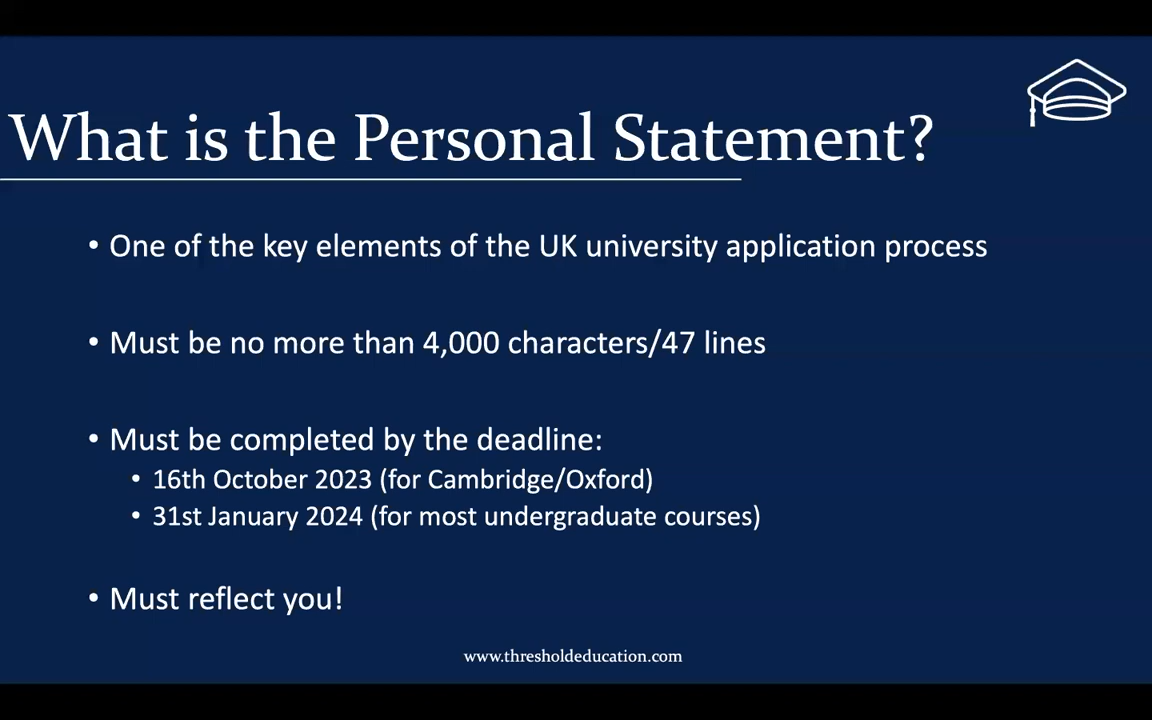 What is the Personal Statement?
• One of the key elements of the UK university application process
• Must be no more than 4,000 characters/47 lines
• Must be completed by the deadline:
• 16th October 2023 (for Cambridge/Oxford)
• 31st January 2024 (for most undergraduate courses)
• Must reflect you!
www.thresholdeducation.com